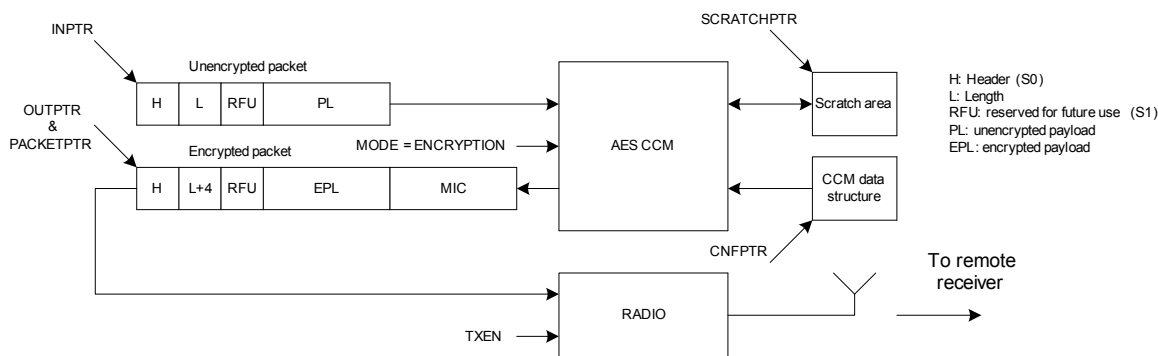 INPTR
SCRATCHPTR
Unencrypted packet
H L RFU PL
OUTPTR
&
PACKETPTR
Encrypted packet
H L+4 RFU EPL MIC
MODE = ENCRYPTION
AES CCM
Scratch area
CCM data
structure
CNFPTR
H: Header (S0)
L: Length
RFU: reserved for future use (S1)
PL: unencrypted payload
EPL: encrypted payload
To remote
receiver
TXEN
RADIO